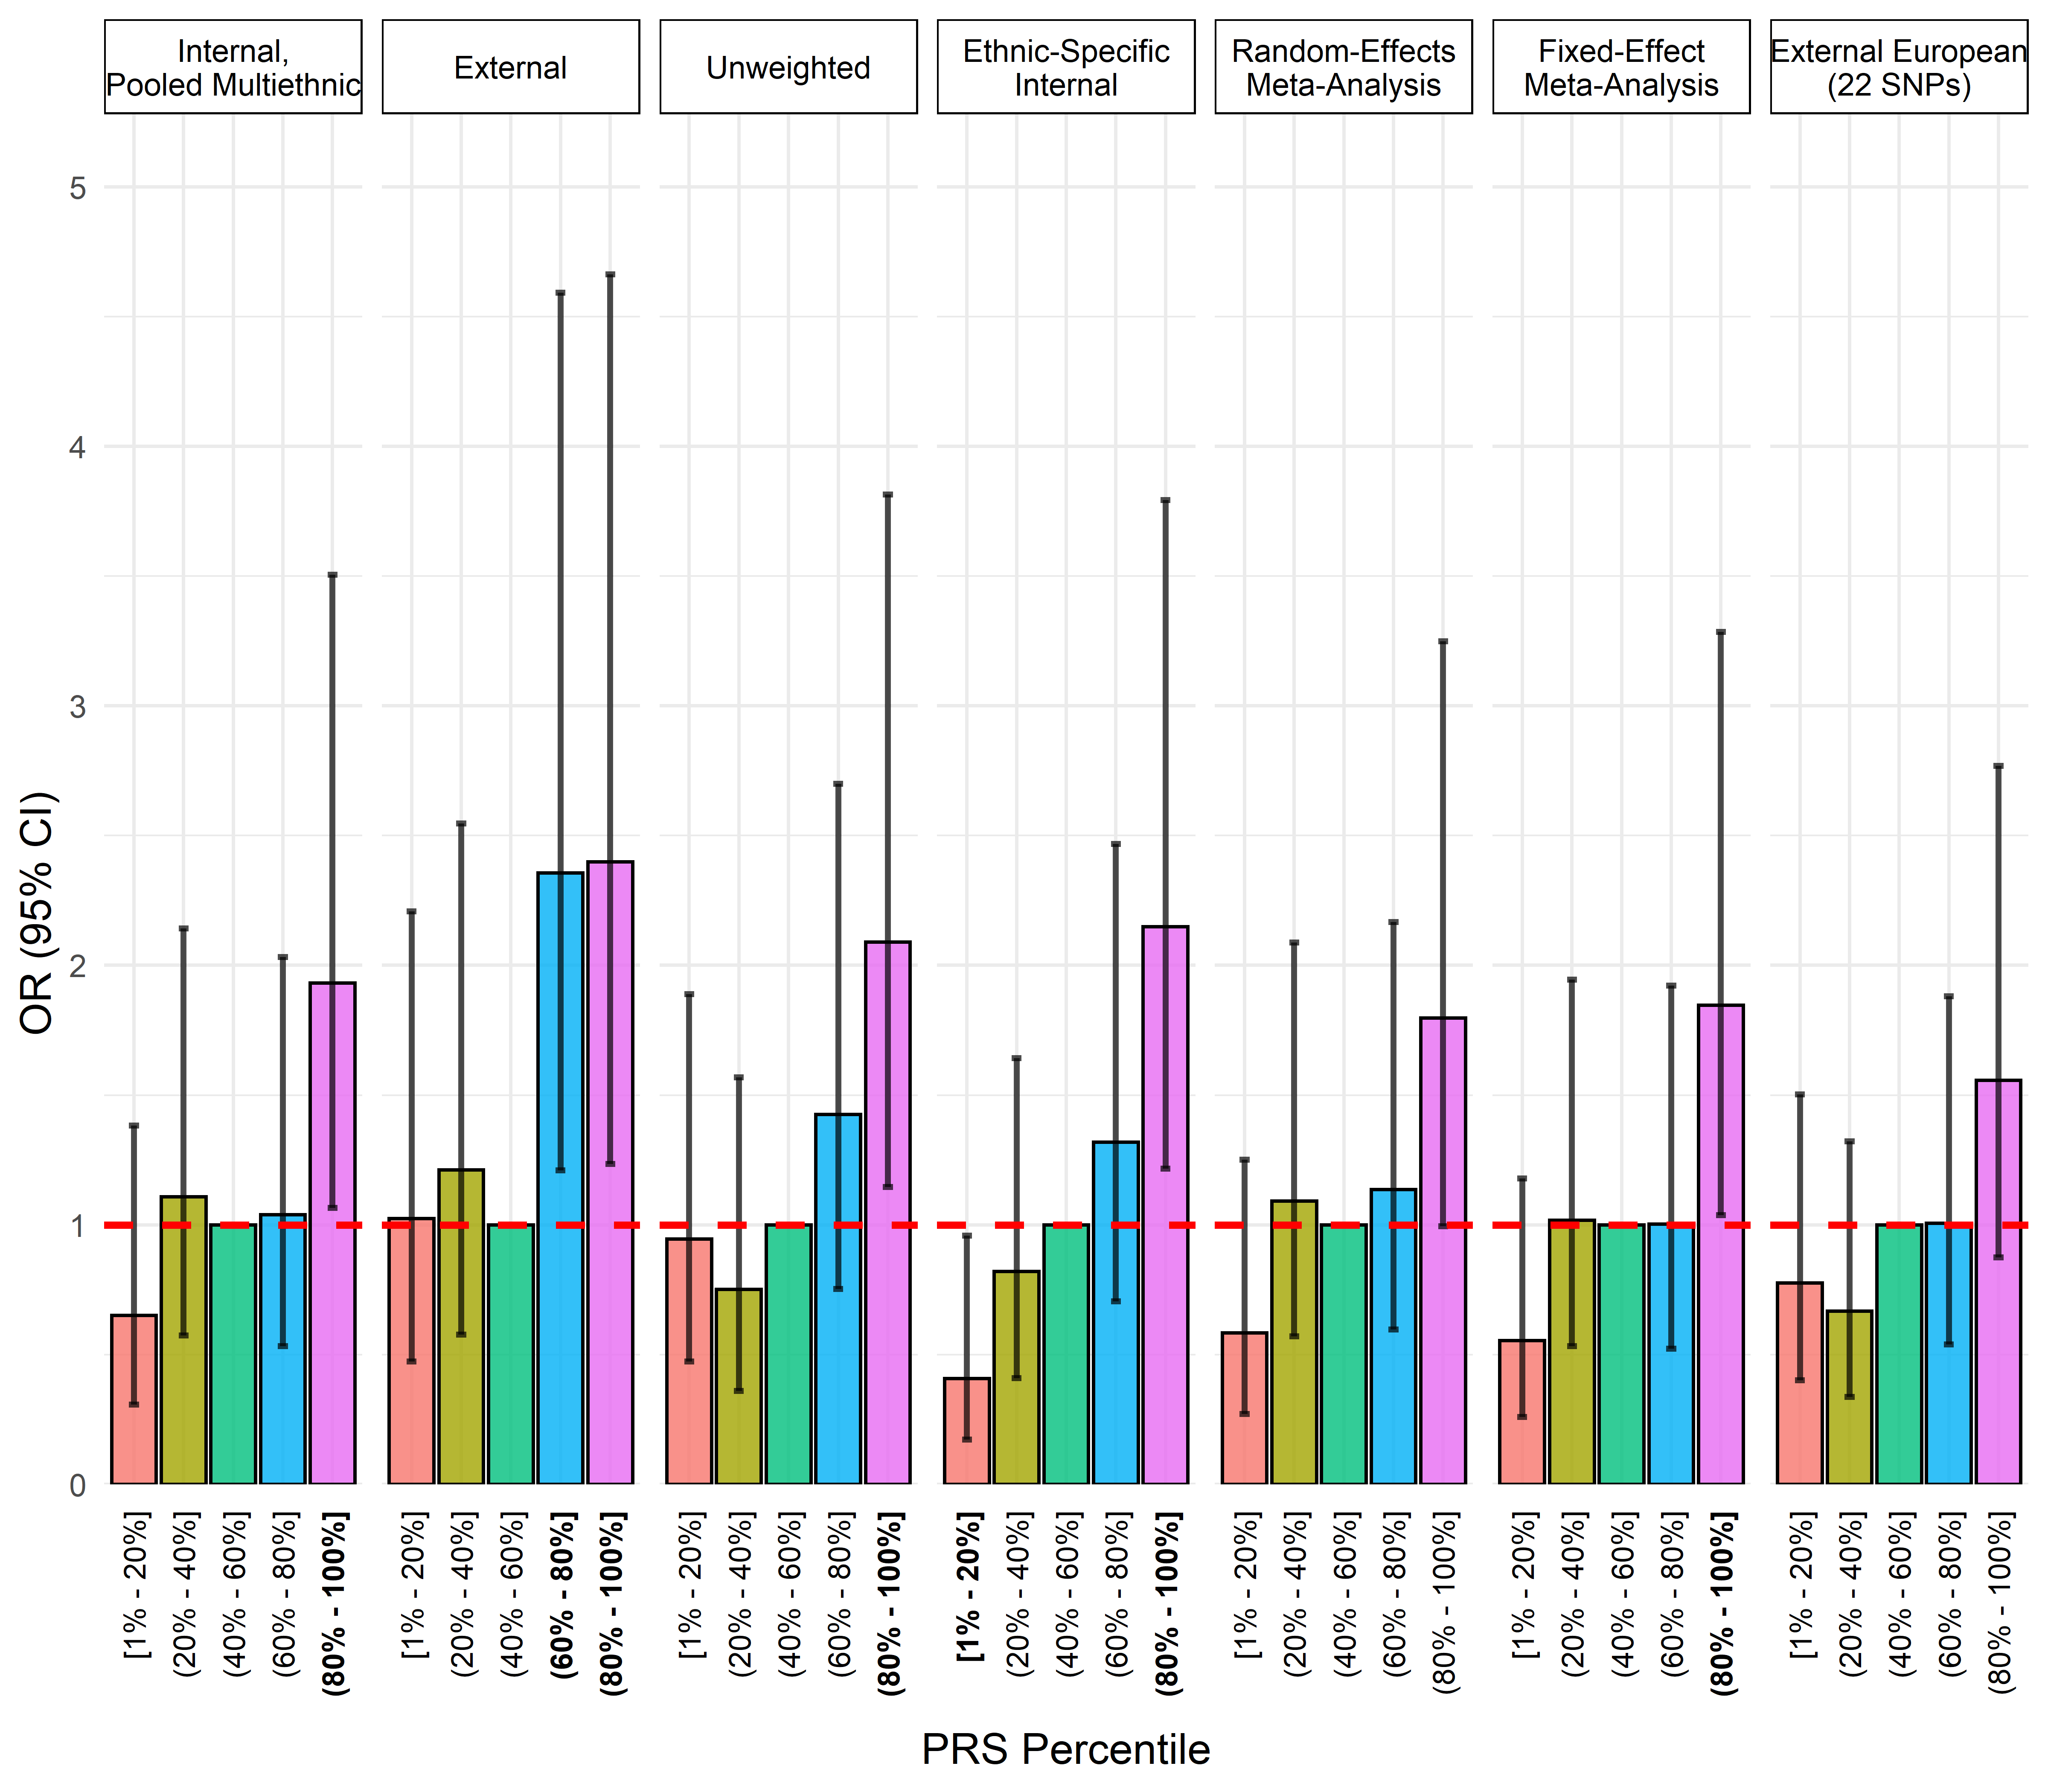 Internal,
Pooled Multiethnic
External
Unweighted
Ethnic-Specific
Internal
Random-Effects
Meta-Analysis
Fixed-Effect
Meta-Analysis
External European
(22 SNPs)
OR (95% CI)
5
4
3
2
1
0
[1% - 20%]
(20% - 40%]
(40% - 60%]
(60% - 80%]
(80% - 100%]
[1% - 20%]
(20% - 40%]
(40% - 60%]
(60% - 80%]
(80% - 100%]
[1% - 20%]
(20% - 40%]
(40% - 60%]
(60% - 80%]
(80% - 100%]
[1% - 20%]
(20% - 40%]
(40% - 60%]
(60% - 80%]
(80% - 100%]
[1% - 20%]
(20% - 40%]
(40% - 60%]
(60% - 80%]
(80% - 100%]
[1% - 20%]
(20% - 40%]
(40% - 60%]
(60% - 80%]
(80% - 100%]
[1% - 20%]
(20% - 40%]
(40% - 60%]
(60% - 80%]
(80% - 100%]
PRS Percentile